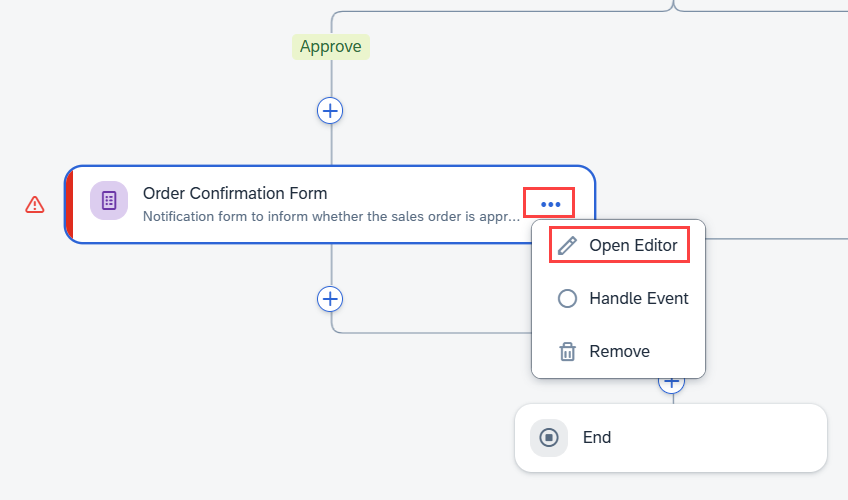 Approve
Order Confirmation Form
Notification form to inform whether the sales order is appr...
Open Editor
Handle Event
Remove
End